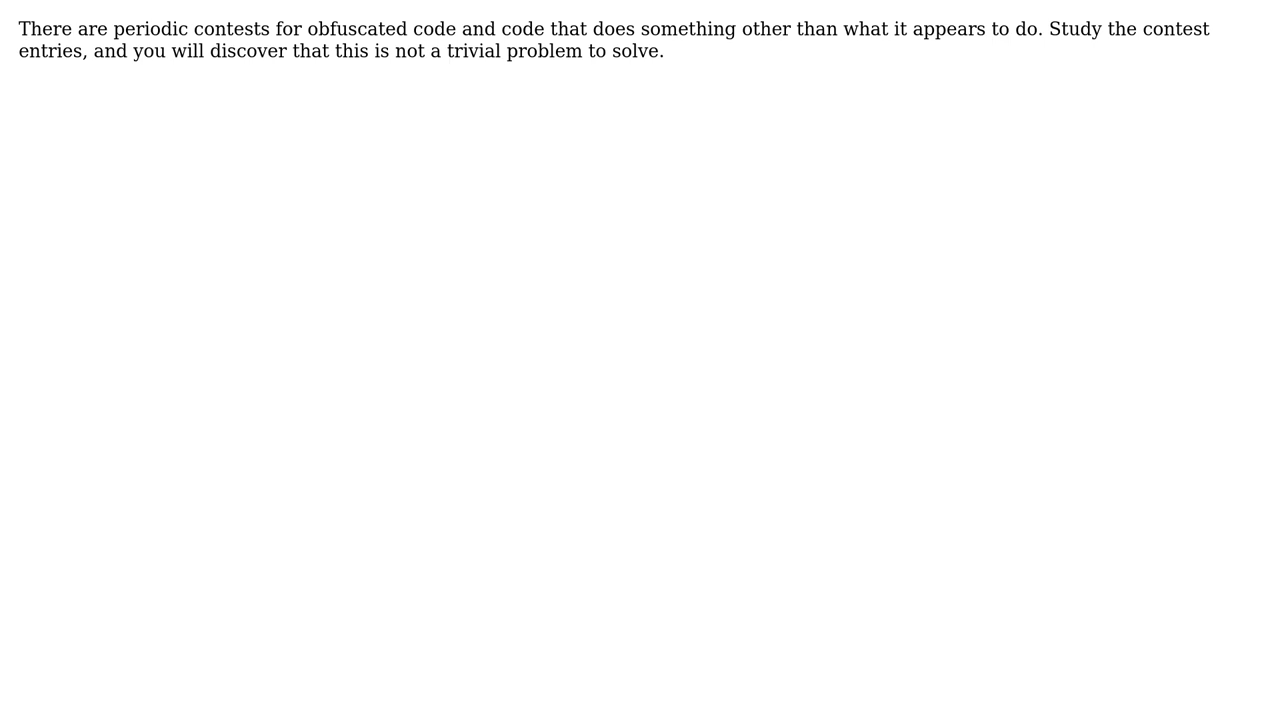 There are periodic contests for obfuscated code and code that does something other than what it appears to do. Study the contest
entries, and you will discover that this is not a trivial problem to solve.